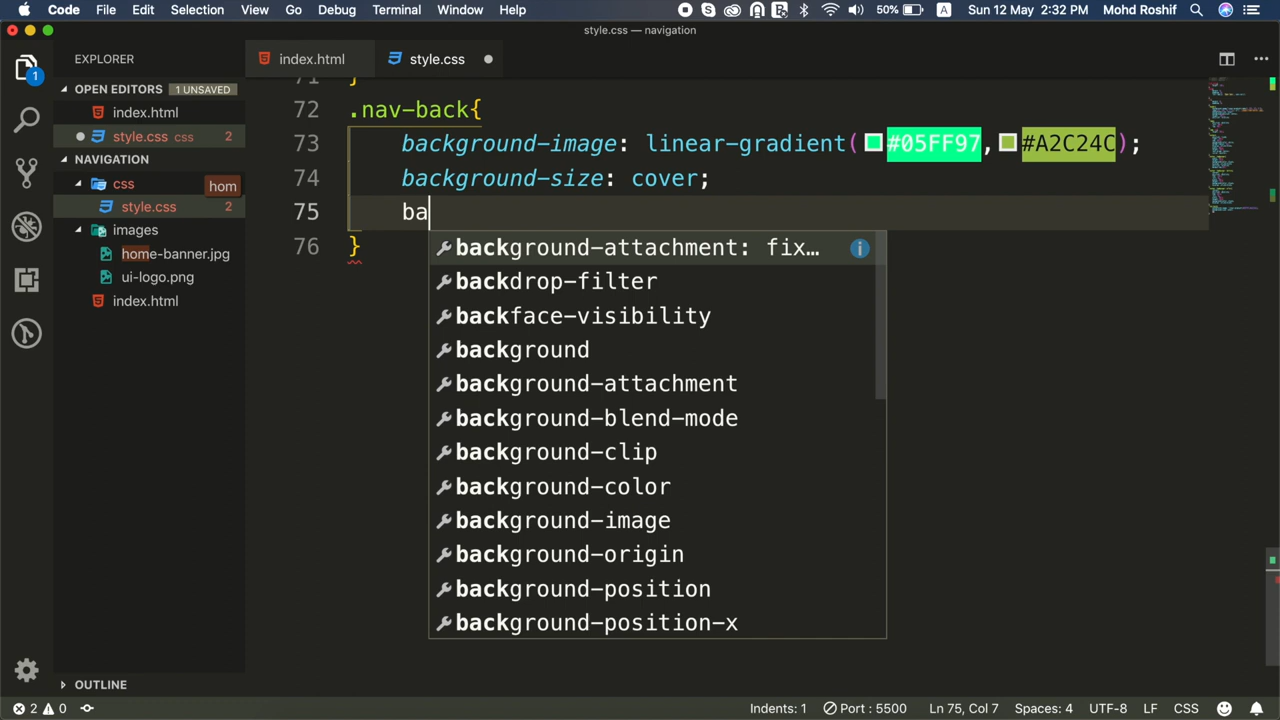 Code File Edit Selection View Go Debug Terminal Window Help 50% A Sun 12 May 2:32 PM Mohd Roshif
style.css — navigation
EXPLORER
index.html
style.css
OPEN EDITORS 1 UNSAVED
index.html
style.css css 2
NAVIGATION
css
hom
style.css 2
images
home-banner.jpg
ui-logo.png
index.html
OUTLINE
1
71 }
72 .nav-back{
73 background-image: linear-gradient(#05FF97,#A2C24C);
74 background-size: cover;
75 ba
76 }
background-attachment: fix…
backdrop-filter
backface-visibility
background
background-attachment
background-blend-mode
background-clip
background-color
background-image
background-origin
background-position
background-position-x
2 0 Indents: 1 Port : 5500 Ln 75, Col 7 Spaces: 4 UTF-8 LF CSS